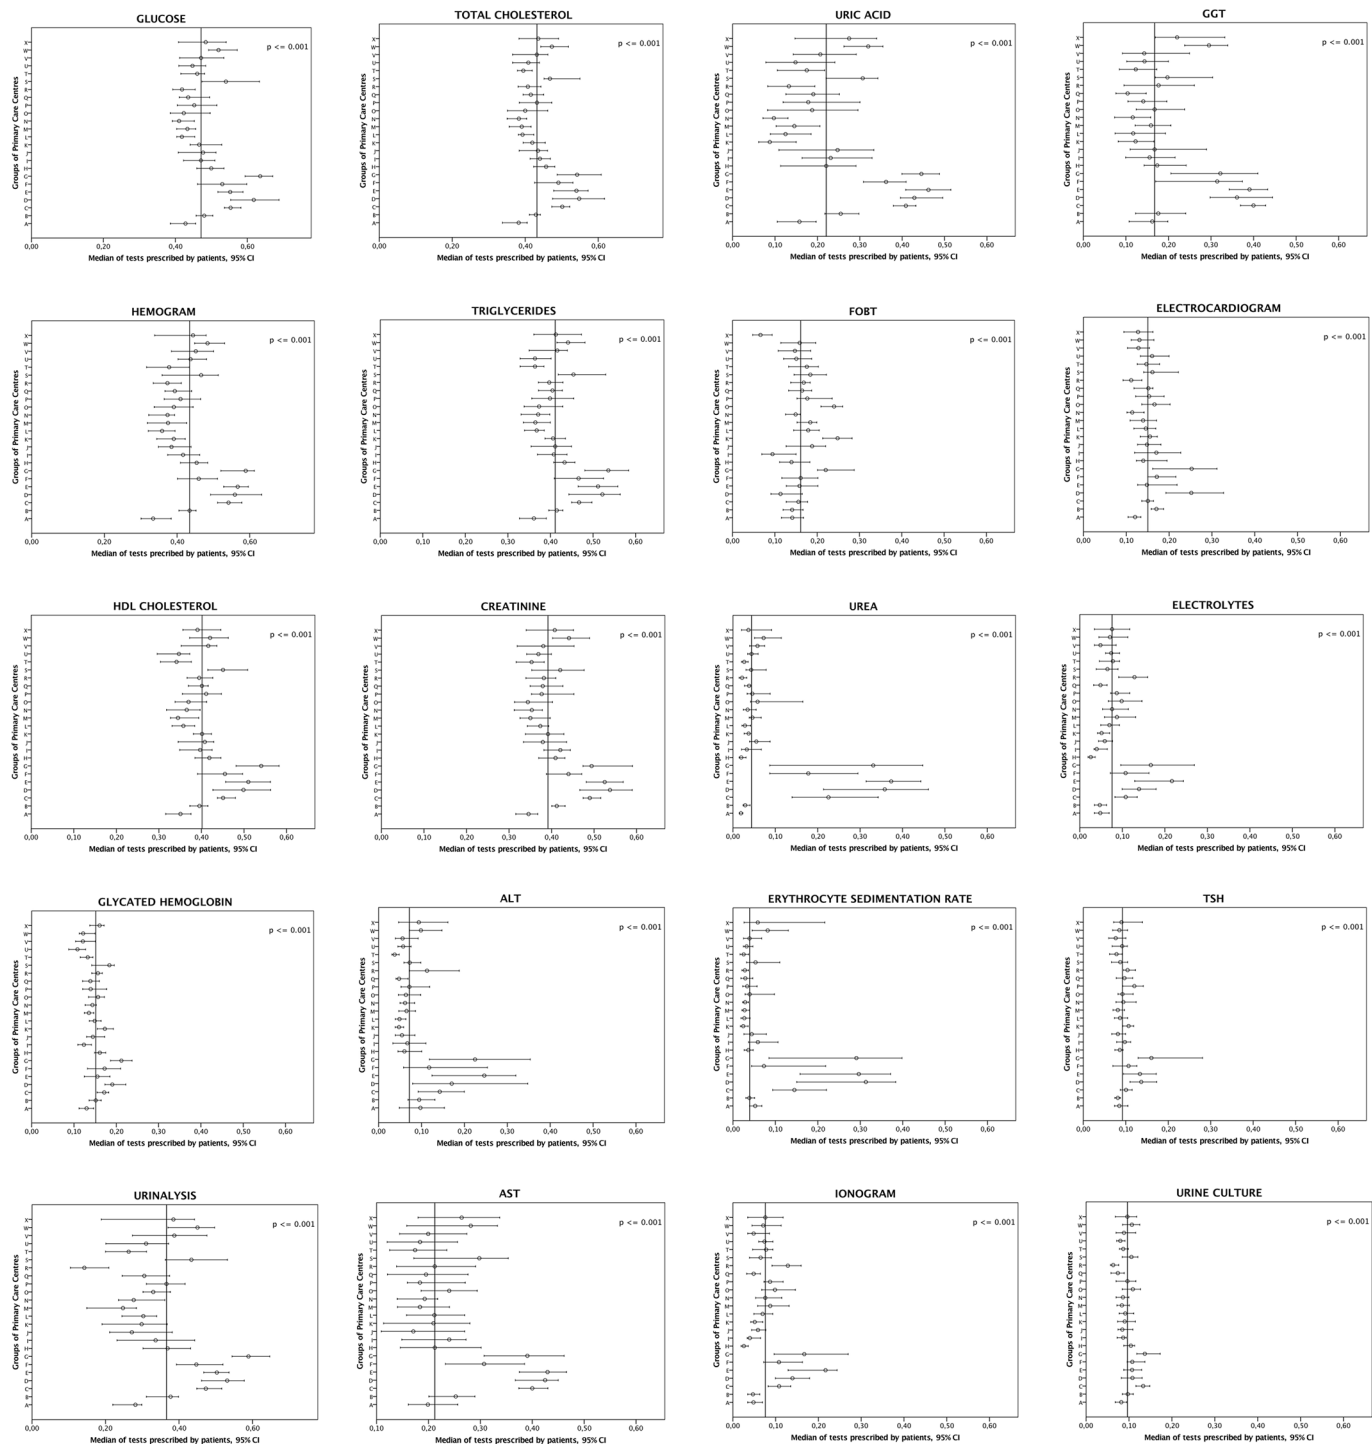 GLUCOSE
TOTAL CHOLESTEROL
URIC ACID
GGT
p <= 0.001
p <= 0.001
p <= 0.001
p <= 0.001
Groups of Primary Care Centres
Groups of Primary Care Centres
Groups of Primary Care Centres
Groups of Primary Care Centres
0,00 0,20 0,40 0,60
0,00 0,20 0,40 0,60
0,00 0,10 0,20 0,30 0,40 0,50 0,60
0,00 0,10 0,20 0,30 0,40 0,50 0,60
Median of tests prescribed by patients, 95% CI
Median of tests prescribed by patients, 95% CI
Median of tests prescribed by patients, 95% CI
Median of tests prescribed by patients, 95% CI
HEMOGRAM
TRIGLYCERIDES
FOBT
ELECTROCARDIOGRAM
p <= 0.001
p <= 0.001
p <= 0.001
p <= 0.001
Groups of Primary Care Centres
Groups of Primary Care Centres
Groups of Primary Care Centres
Groups of Primary Care Centres
0,00 0,20 0,40 0,60
0,00 0,10 0,20 0,30 0,40 0,50 0,60
0,00 0,10 0,20 0,30 0,40 0,50 0,60
0,00 0,10 0,20 0,30 0,40 0,50 0,60
Median of tests prescribed by patients, 95% CI
Median of tests prescribed by patients, 95% CI
Median of tests prescribed by patients, 95% CI
Median of tests prescribed by patients, 95% CI
HDL CHOLESTEROL
CREATININE
UREA
ELECTROLYTES
p <= 0.001
p <= 0.001
p <= 0.001
p <= 0.001
Groups of Primary Care Centres
Groups of Primary Care Centres
Groups of Primary Care Centres
Groups of Primary Care Centres
0,00 0,10 0,20 0,30 0,40 0,50 0,60
0,00 0,10 0,20 0,30 0,40 0,50 0,60
0,00 0,10 0,20 0,30 0,40 0,50 0,60
0,00 0,10 0,20 0,30 0,40 0,50 0,60
Median of tests prescribed by patients, 95% CI
Median of tests prescribed by patients, 95% CI
Median of tests prescribed by patients, 95% CI
Median of tests prescribed by patients, 95% CI
GLYCATED HEMOGLOBIN
ALT
ERYTHROCYTE SEDIMENTATION RATE
TSH
p <= 0.001
p <= 0.001
p <= 0.001
p <= 0.001
Groups of Primary Care Centres
Groups of Primary Care Centres
Groups of Primary Care Centres
Groups of Primary Care Centres
0,00 0,10 0,20 0,30 0,40 0,50 0,60
0,00 0,10 0,20 0,30 0,40 0,50 0,60
0,00 0,10 0,20 0,30 0,40 0,50 0,60
0,00 0,10 0,20 0,30 0,40 0,50 0,60
Median of tests prescribed by patients, 95% CI
Median of tests prescribed by patients, 95% CI
Median of tests prescribed by patients, 95% CI
Median of tests prescribed by patients, 95% CI
URINALYSIS
AST
IONOGRAM
URINE CULTURE
p <= 0.001
p <= 0.001
p <= 0.001
p <= 0.001
Groups of Primary Care Centres
Groups of Primary Care Centres
Groups of Primary Care Centres
Groups of Primary Care Centres
0,00 0,20 0,40 0,60
0,10 0,20 0,30 0,40 0,50 0,60
0,00 0,10 0,20 0,30 0,40 0,50 0,60
0,00 0,10 0,20 0,30 0,40 0,50 0,60
Median of tests prescribed by patients, 95% CI
Median of tests prescribed by patients, 95% CI
Median of tests prescribed by patients, 95% CI
Median of tests prescribed by patients, 95% CI